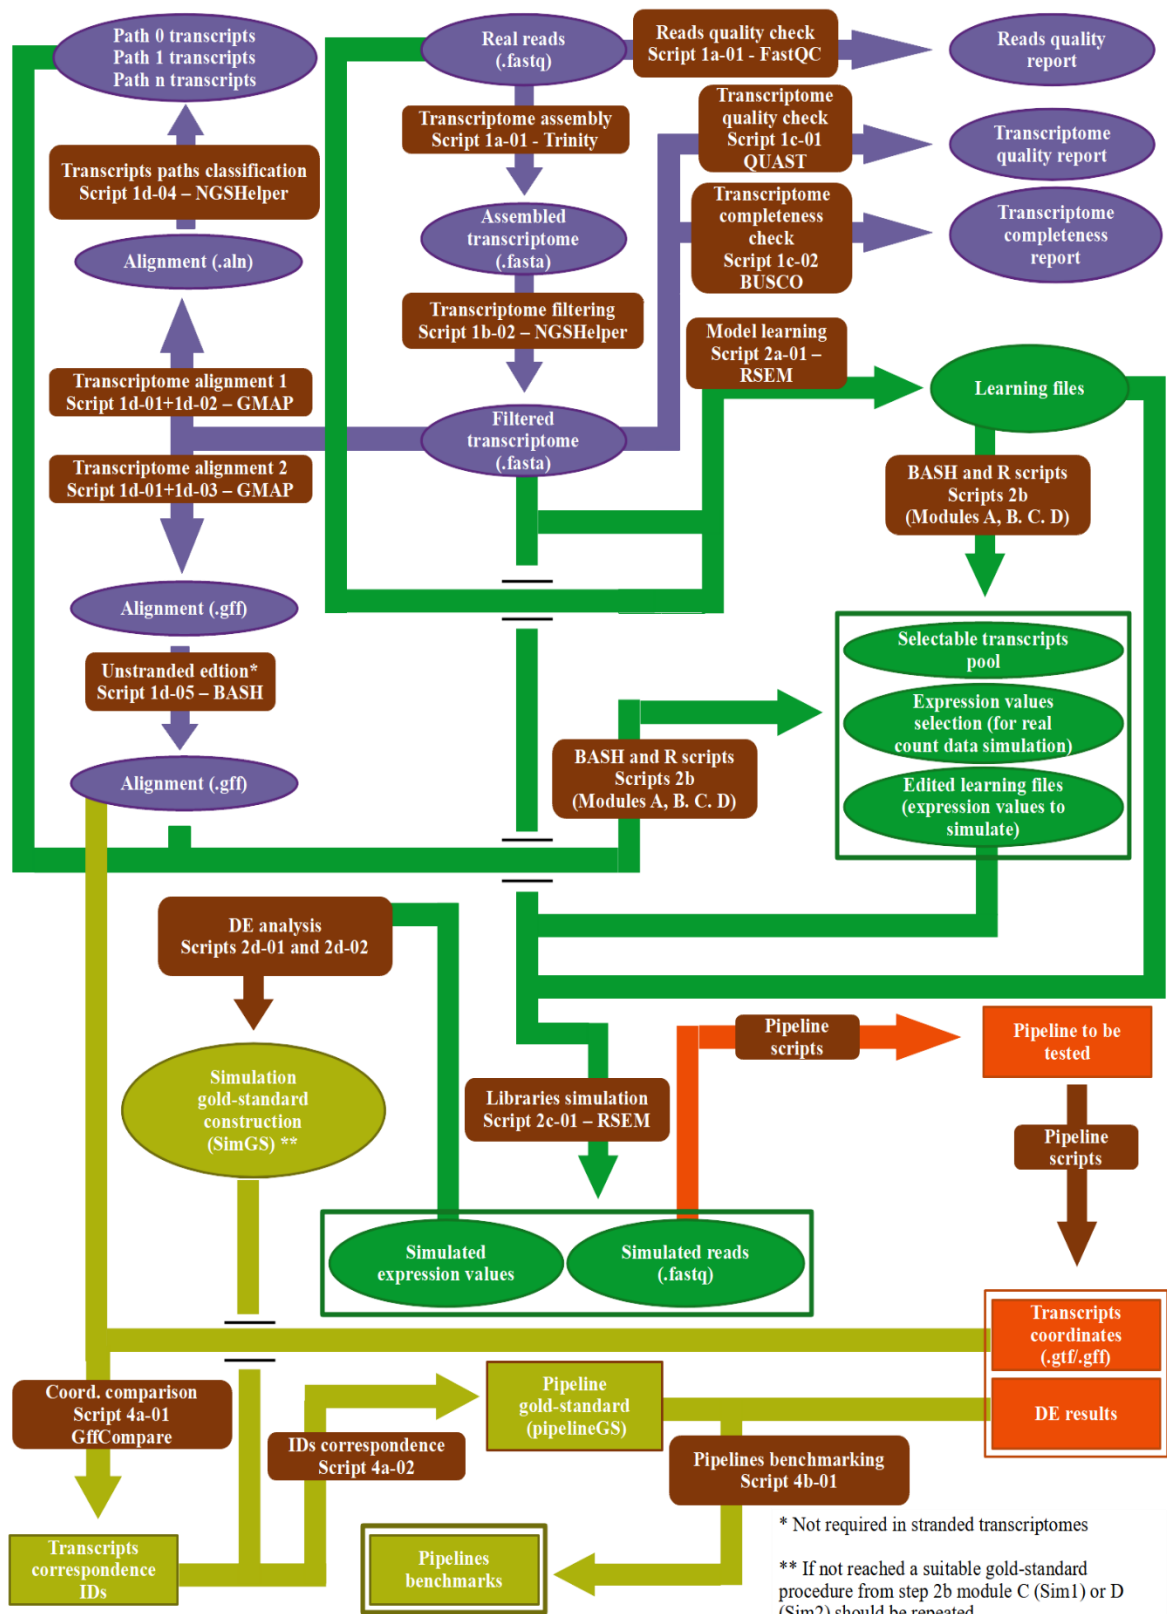 Path 0 transcripts
Path 1 transcripts
Path n transcripts
Real reads
(.fastq)
Reads quality check
Script 1a-01 - FastQC
Reads quality
report
Transcriptome assembly
Script 1a-01 - Trinity
Transcriptome
quality check
Script 1c-01
QUAST
Transcriptome
quality report
Transcripts paths classification
Script 1d-04 – NGSHelper
Assembled
transcriptome
(.fasta)
Transcriptome
completeness
check
Script 1c-02
BUSCO
Transcriptome
completeness
report
Alignment (.aln)
Transcriptome filtering
Script 1b-02 – NGSHelper
Model learning
Script 2a-01 –
RSEM
Transcriptome alignment 1
Script 1d-01+1d-02 – GMAP
Learning files
Filtered
transcriptome
(.fasta)
Transcriptome alignment 2
Script 1d-01+1d-03 – GMAP
BASH and R scripts
Scripts 2b
(Modules A, B. C. D)
Alignment (.gff)
Selectable transcripts
pool
Unstranded edtion*
Script 1d-05 – BASH
Expression values
selection (for real
count data simulation)
Alignment (.gff)
BASH and R scripts
Scripts 2b
(Modules A, B. C. D)
Edited learning files
(expression values to
simulate)
DE analysis
Scripts 2d-01 and 2d-02
Pipeline
scripts
Pipeline to be
tested
Simulation
gold-standard
construction
(SimGS) **
Libraries simulation
Script 2c-01 – RSEM
Pipeline
scripts
Simulated
expression values
Simulated reads
(.fastq)
Transcripts
coordinates
(.gtf/.gff)
Coord. comparison
Script 4a-01
GffCompare
Pipeline
gold-standard
(pipelineGS)
DE results
IDs correspondence
Script 4a-02
Pipelines benchmarking
Script 4b-01
Transcripts
correspondence
IDs
Pipelines
benchmarks
* Not required in stranded transcriptomes
** If not reached a suitable gold-standard
procedure from step 2b module C (Sim1) or D
(Sim2) should be repeated